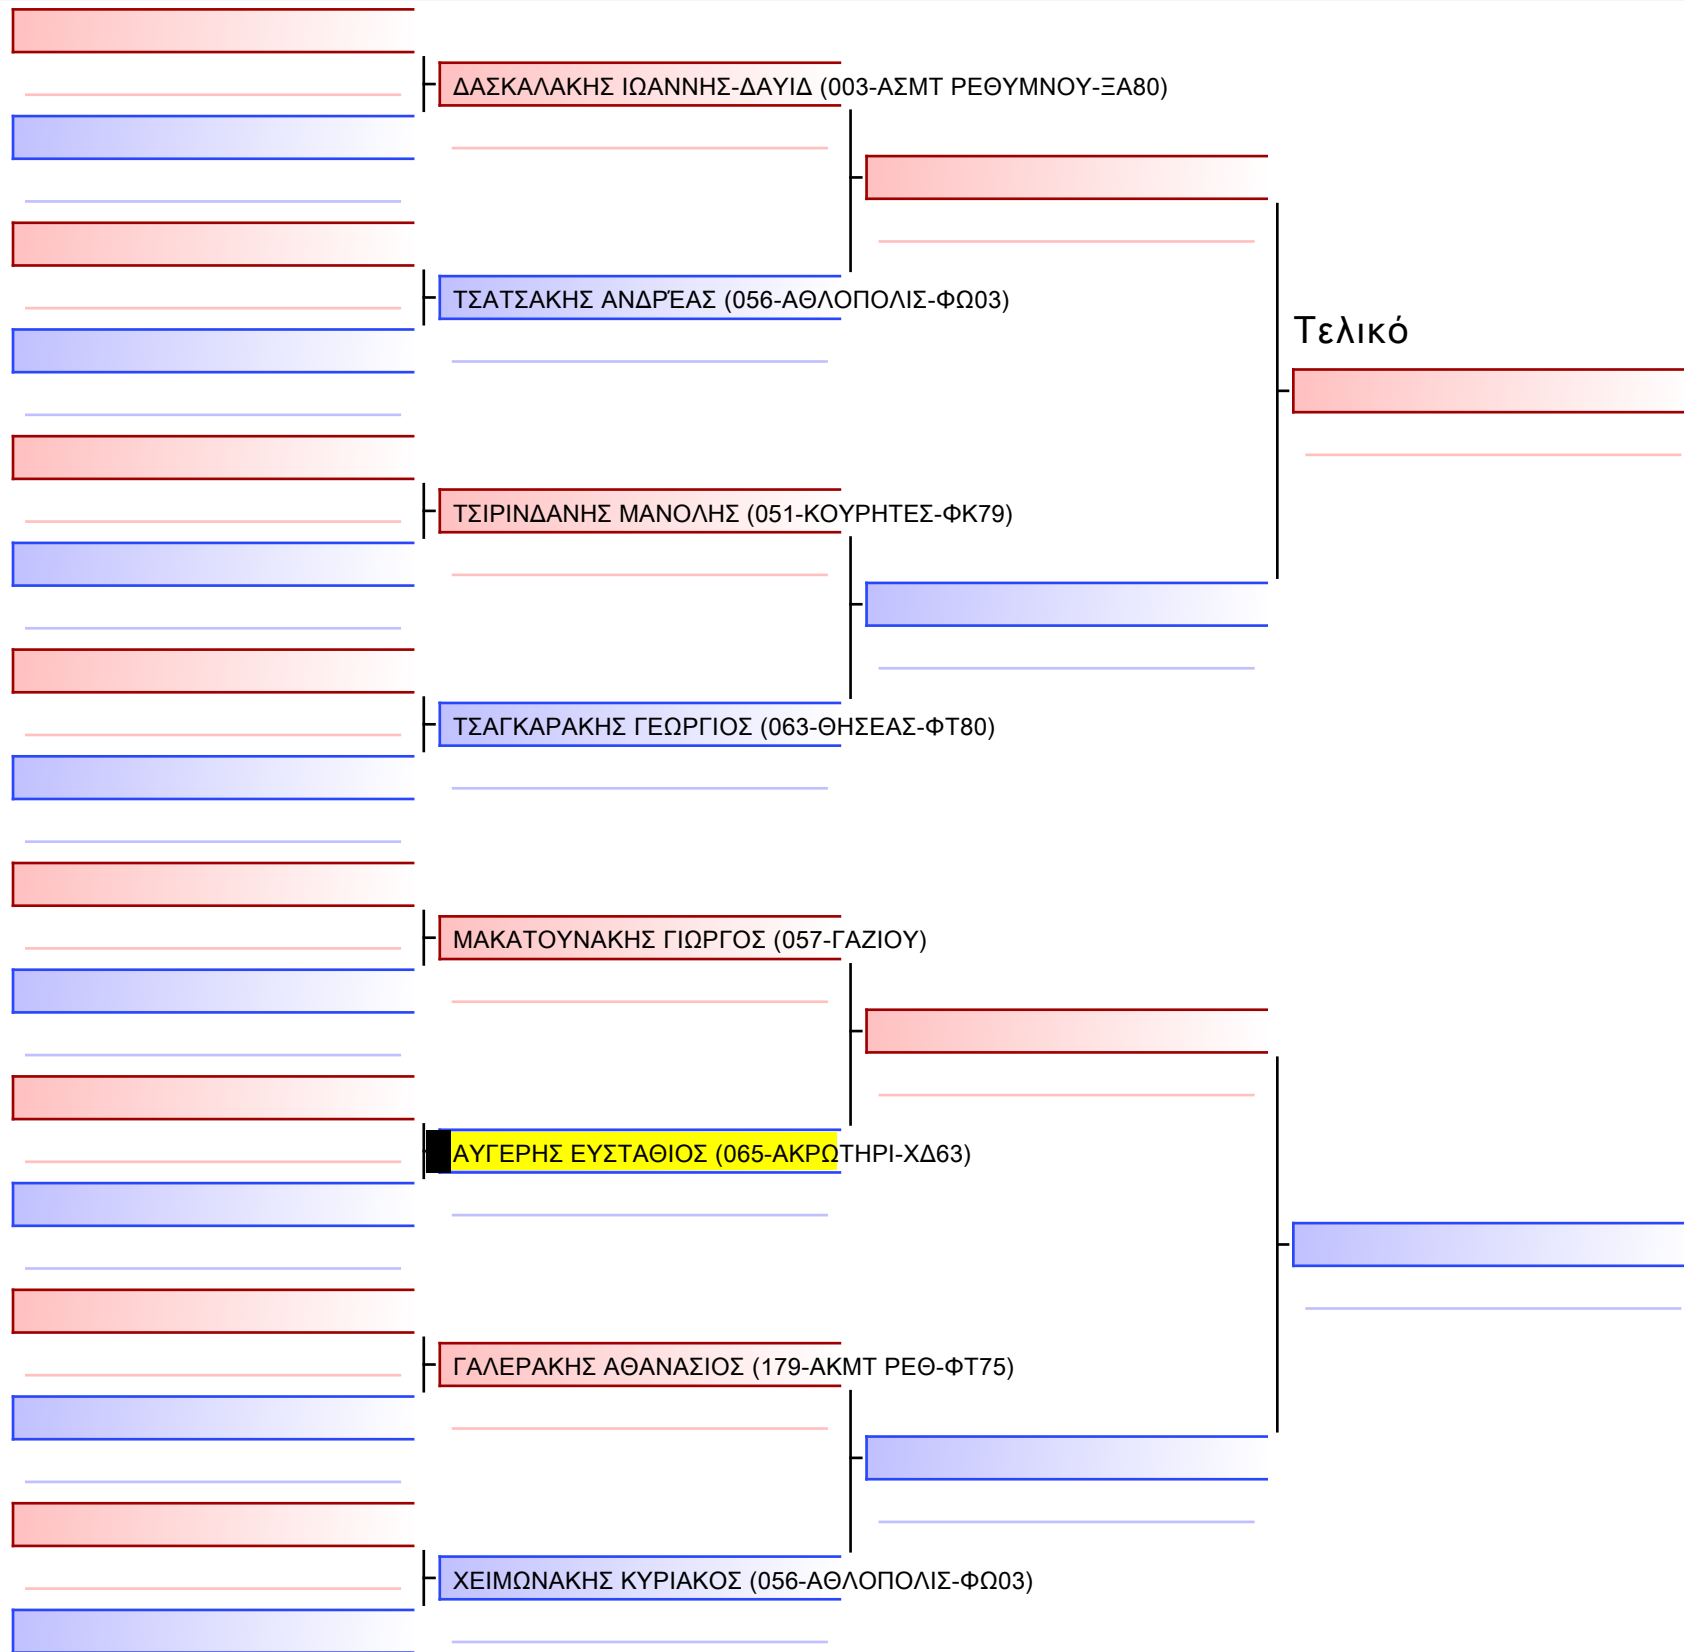 ΔΑΣΚΑΛΑΚΗΣ ΙΩΑΝΝΗΣ-ΔΑΥΙΔ (003-ΑΣΜΤ ΡΕΘΥΜΝΟΥ-ΞΑ80)
ΤΣΑΤΣΑΚΗΣ ΑΝΔΡΈΑΣ (056-ΑΘΛΟΠΟΛΙΣ-ΦΩ03)
Τελικό
ΤΣΙΡΙΝΔΑΝΗΣ ΜΑΝΟΛΗΣ (051-ΚΟΥΡΗΤΕΣ-ΦΚ79)
ΤΣΑΓΚΑΡΑΚΗΣ ΓΕΩΡΓΙΟΣ (063-ΘΗΣΕΑΣ-ΦΤ80)
ΜΑΚΑΤΟΥΝΑΚΗΣ ΓΙΩΡΓΟΣ (057-ΓΑΖΙΟΥ)
ΑΥΓΕΡΗΣ ΕΥΣΤΑΘΙΟΣ (065-ΑΚΡΩΤΗΡΙ-ΧΔ63)
ΓΑΛΕΡΑΚΗΣ ΑΘΑΝΑΣΙΟΣ (179-ΑΚΜΤ ΡΕΘ-ΦΤ75)
ΧΕΙΜΩΝΑΚΗΣ ΚΥΡΙΑΚΟΣ (056-ΑΘΛΟΠΟΛΙΣ-ΦΩ03)